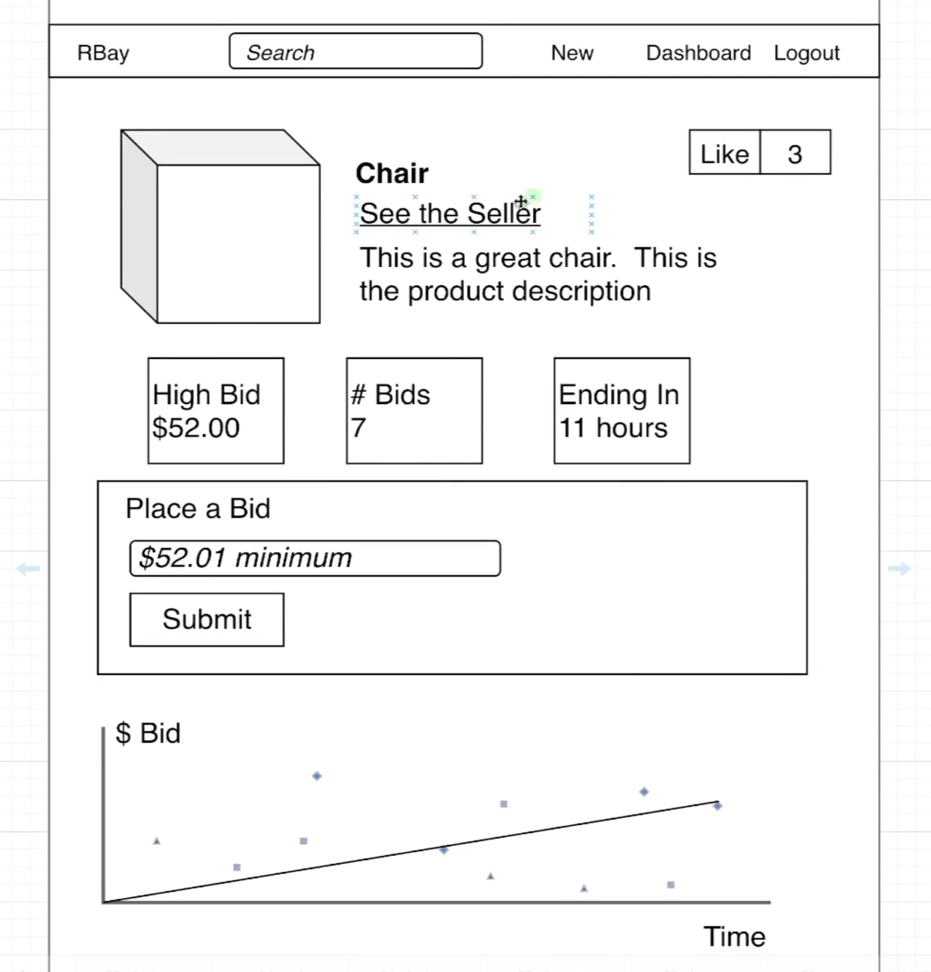 RBay Search New Dashboard Logout
Chair
Like 3
See the Seller
This is a great chair. This is
the product description
High Bid
$52.00
# Bids
7
Ending In
11 hours
Place a Bid
$52.01 minimum
Submit
$ Bid
Time